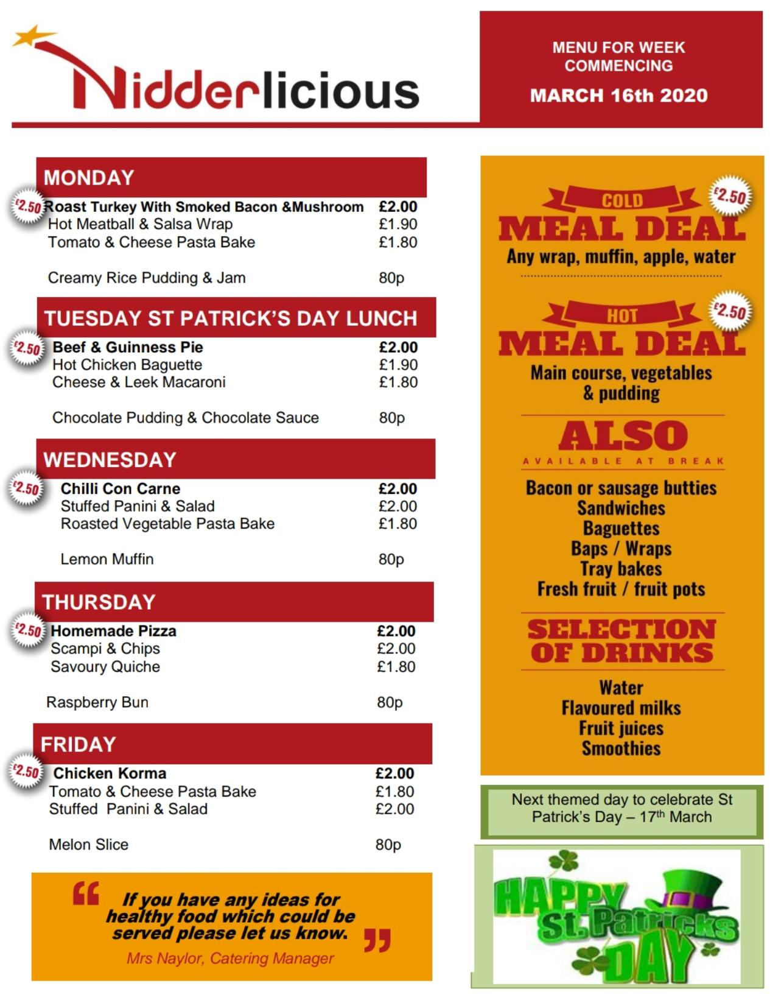 Nidderlicious
MENU FOR WEEK
COMMENCING
MARCH 16th 2020
MONDAY
£2.50
Roast Turkey With Smoked Bacon &Mushroom £2.00
Hot Meatball & Salsa Wrap £1.90
Tomato & Cheese Pasta Bake £1.80
Creamy Rice Pudding & Jam 80p
TUESDAY ST PATRICK'S DAY LUNCH
£2.50
Beef & Guinness Pie £2.00
Hot Chicken Baguette £1.90
Cheese & Leek Macaroni £1.80
Chocolate Pudding & Chocolate Sauce 80p
WEDNESDAY
£2.50
Chilli Con Carne £2.00
Stuffed Panini & Salad £2.00
Roasted Vegetable Pasta Bake £1.80
Lemon Muffin 80p
THURSDAY
£2.50
Homemade Pizza £2.00
Scampi & Chips £2.00
Savoury Quiche £1.80
Raspberry Bun 80p
FRIDAY
£2.50
Chicken Korma £2.00
Tomato & Cheese Pasta Bake £1.80
Stuffed Panini & Salad £2.00
Melon Slice 80p
“ If you have any ideas for
healthy food which could be
served please let us know. ”
Mrs Naylor, Catering Manager
COLD
£2.50
MEAL DEAL
Any wrap, muffin, apple, water
HOT
£2.50
MEAL DEAL
Main course, vegetables
& pudding
ALSO
AVAILABLE AT BREAK
Bacon or sausage butties
Sandwiches
Baguettes
Baps / Wraps
Tray bakes
Fresh fruit / fruit pots
SELECTION
OF DRINKS
Water
Flavoured milks
Fruit juices
Smoothies
Next themed day to celebrate St
Patrick's Day – 17th March
HAPPY
St. Patricks
DAY